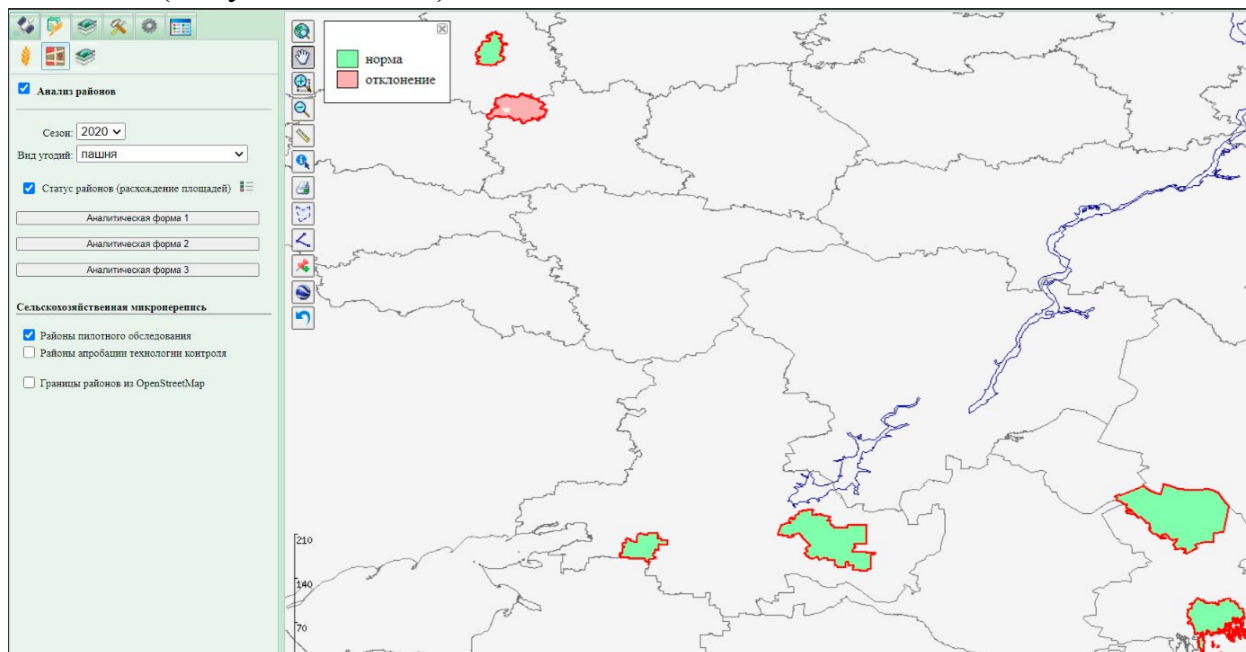 Анализ районов
Сезон: 2020
Вид угодий: пашня
Статус районов (расхождение площадей)
Аналитическая форма 1
Аналитическая форма 2
Аналитическая форма 3
Сельскохозяйственная микроперепись
Районы пилотного обследования
Районы апробации технологии контроля
Границы районов из OpenStreetMap
норма
отклонение
210
140
70